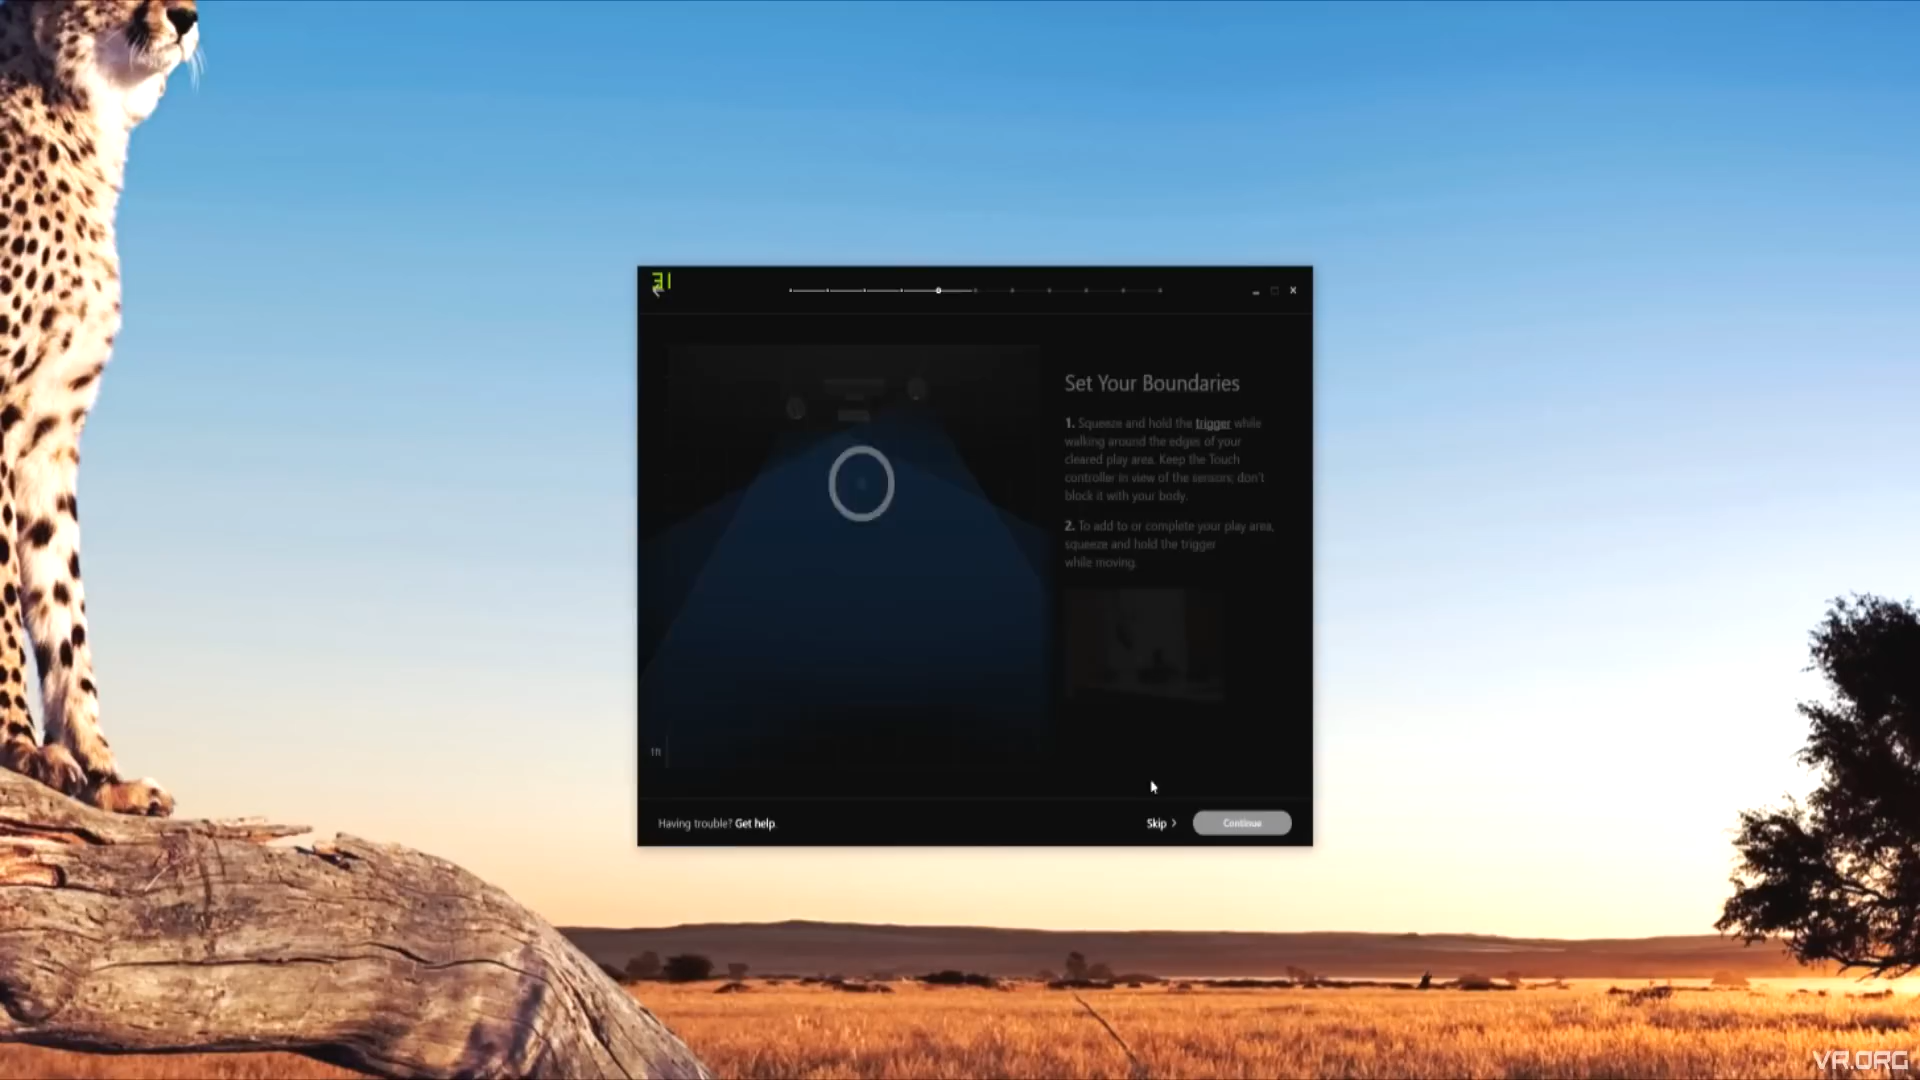 31
Set Your Boundaries
1. Squeeze and hold the trigger while
walking around the edges of your
cleared play area. Keep the Touch
controller in view of the sensors; don't
block it with your body.
2. To add to or complete your play area,
squeeze and hold the trigger
while moving.
1ft
Having trouble? Get help.
Skip
Continue
VR.ORG